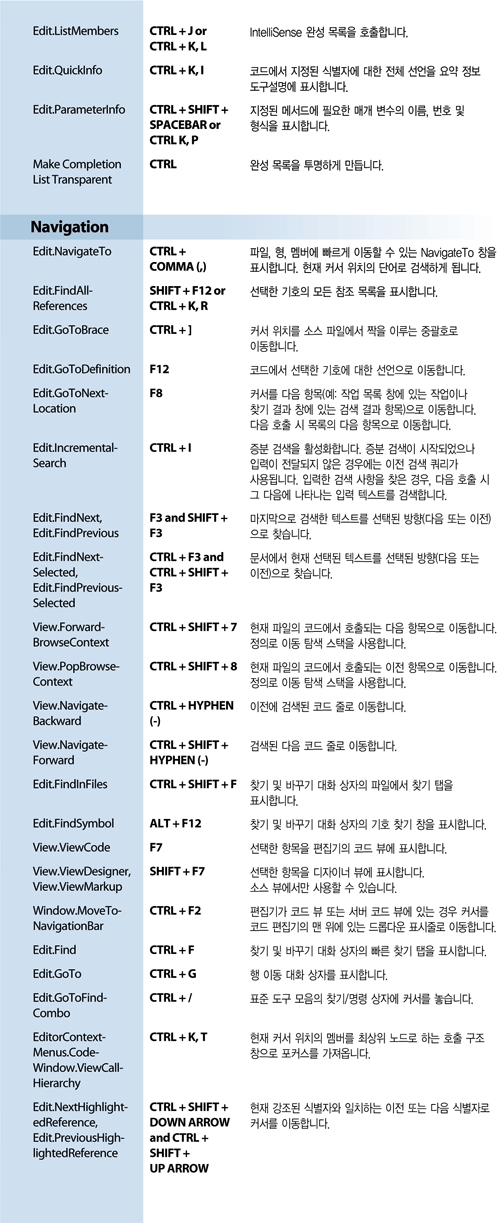 Edit.ListMembers
CTRL + J or
CTRL + K, L
IntelliSense 완성 목록을 호출합니다.
Edit.QuickInfo
CTRL + K, I
코드에서 지정된 식별자에 대한 전체 선언을 요약 정보
도구설명에 표시합니다.
Edit.ParameterInfo
CTRL + SHIFT +
SPACEBAR or
CTRL K, P
지정된 메서드에 필요한 매개 변수의 이름, 번호 및
형식을 표시합니다.
Make Completion
List Transparent
CTRL
완성 목록을 투명하게 만듭니다.
Navigation
Edit.NavigateTo
CTRL +
COMMA (,)
파일, 형, 멤버에 빠르게 이동할 수 있는 NavigateTo 창을
표시합니다. 현재 커서 위치의 단어로 검색하게 됩니다.
Edit.FindAll-
References
SHIFT + F12 or
CTRL + K, R
선택한 기호의 모든 참조 목록을 표시합니다.
Edit.GoToBrace
CTRL + ]
커서 위치를 소스 파일에서 짝을 이루는 중괄호로
이동합니다.
Edit.GoToDefinition
F12
코드에서 선택한 기호에 대한 선언으로 이동합니다.
Edit.GoToNext-
Location
F8
커서를 다음 항목(예: 작업 목록 창에 있는 작업이나
찾기 결과 창에 있는 검색 결과 항목)으로 이동합니다.
다음 호출 시 목록의 다음 항목으로 이동합니다.
Edit.Incremental-
Search
CTRL + I
증분 검색을 활성화합니다. 증분 검색이 시작되었으나
입력이 전달되지 않은 경우에는 이전 검색 쿼리가
사용됩니다. 입력한 검색 사항을 찾은 경우, 다음 호출 시
그 다음에 나타나는 입력 텍스트를 검색합니다.
Edit.FindNext,
Edit.FindPrevious
F3 and SHIFT +
F3
마지막으로 검색한 텍스트를 선택된 방향(다음 또는 이전)
으로 찾습니다.
Edit.FindNext-
Selected,
Edit.FindPrevious-
Selected
CTRL + F3 and
CTRL + SHIFT +
F3
문서에서 현재 선택된 텍스트를 선택된 방향(다음 또는
이전)으로 찾습니다.
View.Forward-
BrowseContext
CTRL + SHIFT + 7
현재 파일의 코드에서 호출되는 다음 항목으로 이동합니다.
정의로 이동 탐색 스택을 사용합니다.
View.PopBrowse-
Context
CTRL + SHIFT + 8
현재 파일의 코드에서 호출되는 이전 항목으로 이동합니다.
정의로 이동 탐색 스택을 사용합니다.
View.Navigate-
Backward
CTRL + HYPHEN
(-)
이전에 검색된 코드 줄로 이동합니다.
View.Navigate-
Forward
CTRL + SHIFT +
HYPHEN (-)
검색된 다음 코드 줄로 이동합니다.
Edit.FindInFiles
CTRL + SHIFT + F
찾기 및 바꾸기 대화 상자의 파일에서 찾기 탭을
표시합니다.
Edit.FindSymbol
ALT + F12
찾기 및 바꾸기 대화 상자의 기호 찾기 창을 표시합니다.
View.ViewCode
F7
선택한 항목을 편집기의 코드 뷰에 표시합니다.
View.ViewDesigner,
View.ViewMarkup
SHIFT + F7
선택한 항목을 디자이너 뷰에 표시합니다.
소스 뷰에서만 사용할 수 있습니다.
Window.MoveTo-
NavigationBar
CTRL + F2
편집기가 코드 뷰 또는 서버 코드 뷰에 있는 경우 커서를
코드 편집기의 맨 위에 있는 드롭다운 표시줄로 이동합니다.
Edit.Find
CTRL + F
찾기 및 바꾸기 대화 상자의 빠른 찾기 탭을 표시합니다.
Edit.GoTo
CTRL + G
행 이동 대화 상자를 표시합니다.
Edit.GoToFind-
Combo
CTRL + /
표준 도구 모음의 찾기/명령 상자에 커서를 놓습니다.
EditorContext-
Menus.Code-
Window.ViewCall-
Hierarchy
CTRL + K, T
현재 커서 위치의 멤버를 최상위 노드로 하는 호출 구조
창으로 포커스를 가져옵니다.
Edit.NextHighlight-
edReference,
Edit.PreviousHigh-
lightedReference
CTRL + SHIFT +
DOWN ARROW
and CTRL +
SHIFT +
UP ARROW
현재 강조된 식별자와 일치하는 이전 또는 다음 식별자로
커서를 이동합니다.